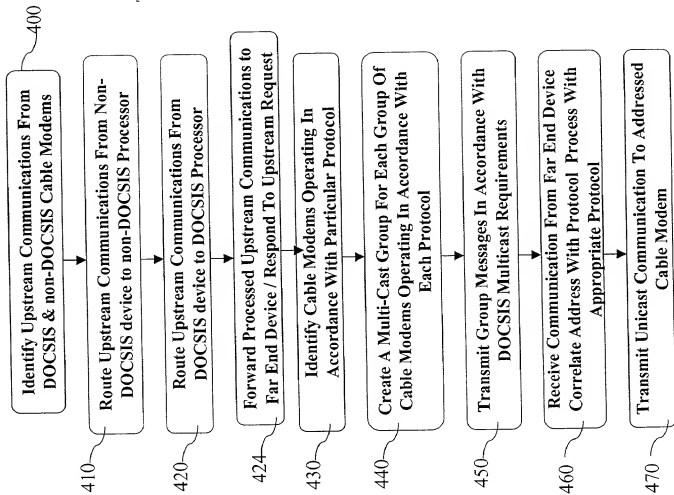 400
Identify Upstream Communications From
DOCSIS & non-DOCSIS Cable Modems
410
Route Upstream Communications From Non-
DOCSIS device to non-DOCSIS Processor
420
Route Upstream Communications From
DOCSIS device to DOCSIS Processor
424
Forward Processed Upstream Communications to
Far End Device / Respond To Upstream Request
430
Identify Cable Modems Operating In
Accordance With Particular Protocol
440
Create A Multi-Cast Group For Each Group Of
Cable Modems Operating In Accordance With
Each Protocol
450
Transmit Group Messages In Accordance With
DOCSIS Multicast Requirements
460
Receive Communication From Far End Device
Correlate Address With Protocol Process With
Appropriate Protocol
470
Transmit Unicast Communication To Addressed
Cable Modem